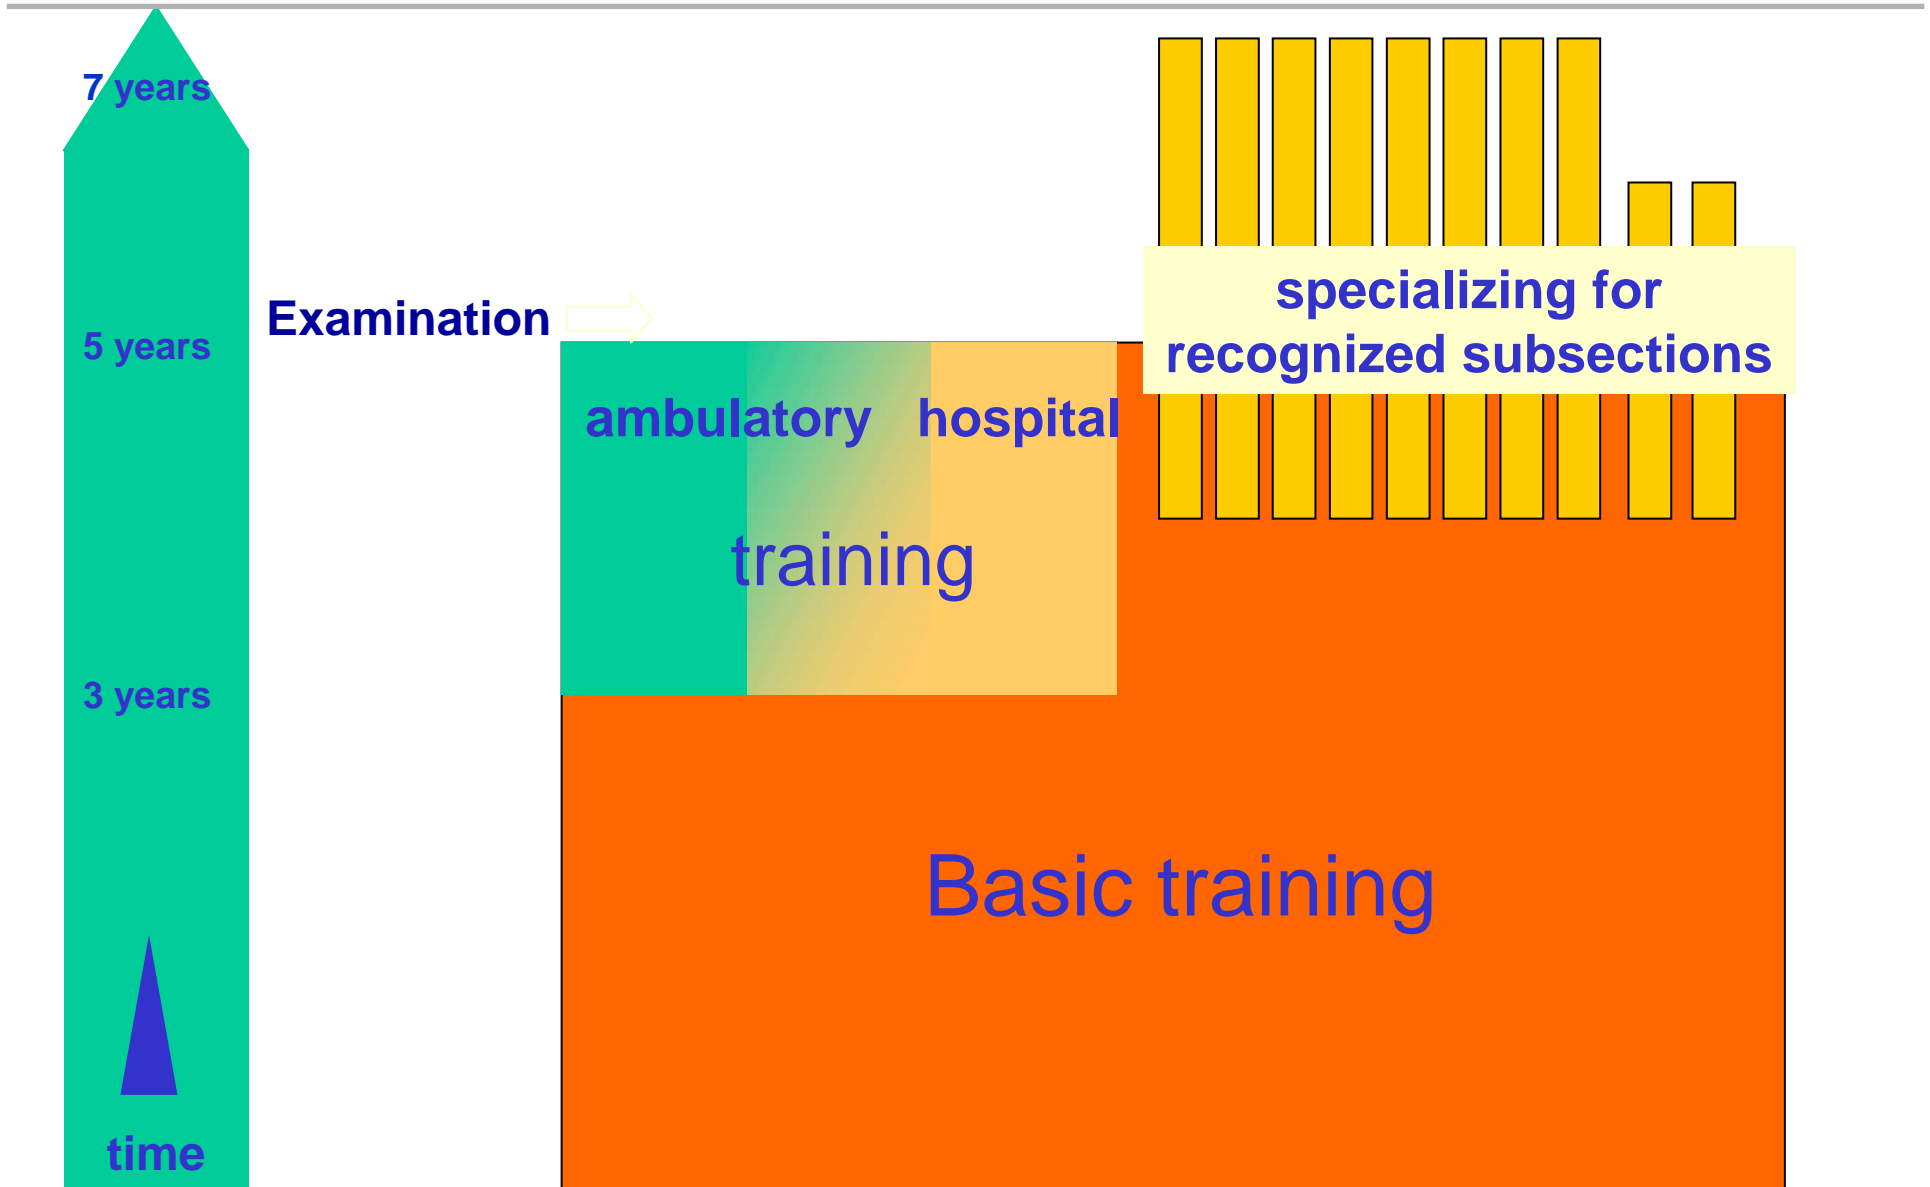 7 years
5 years
3 years
time
Examination
ambulatory hospital
training
specializing for
recognized subsections
Basic training